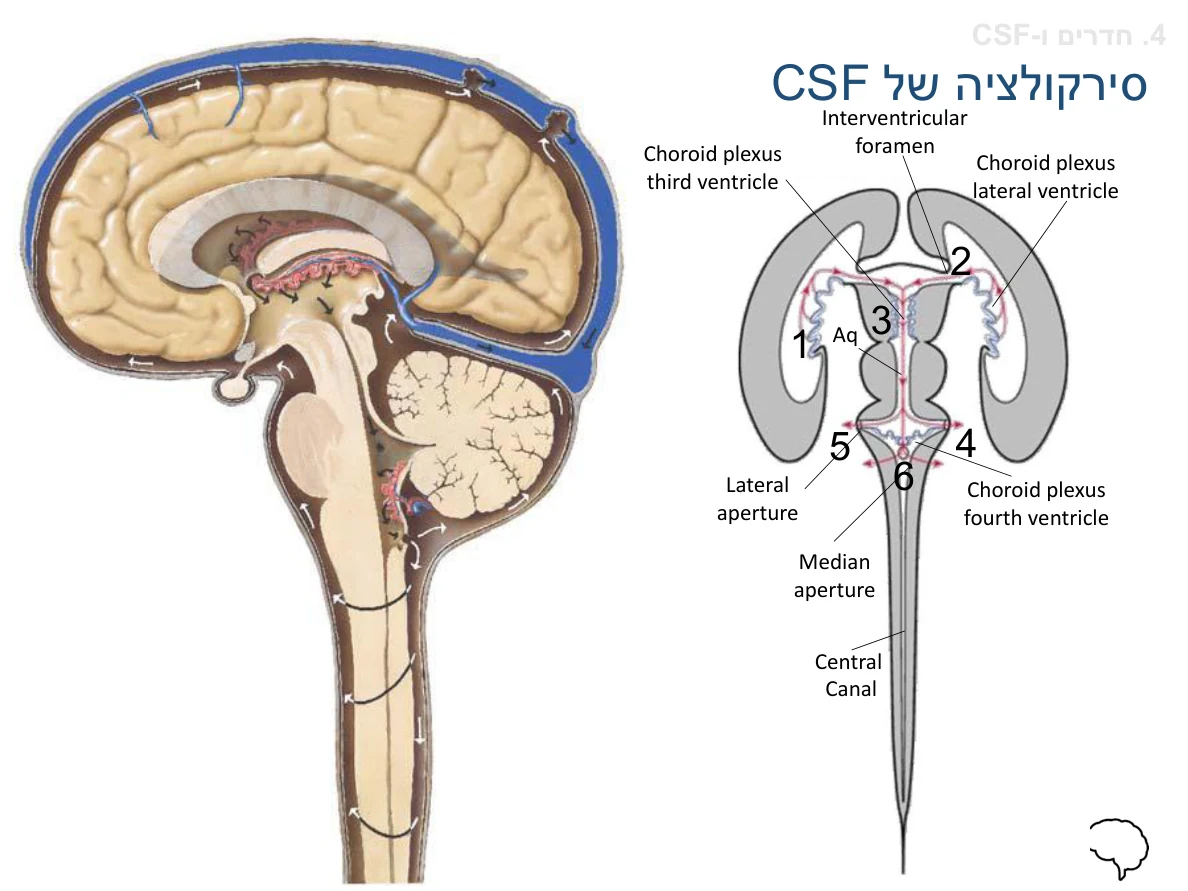 4. חדרים ו-CSF
סירקולציה של CSF
Interventricular
foramen
Choroid plexus
third ventricle
Choroid plexus
lateral ventricle
2
3
1
Aq
5
4
6
Lateral
aperture
Choroid plexus
fourth ventricle
Median
aperture
Central
Canal